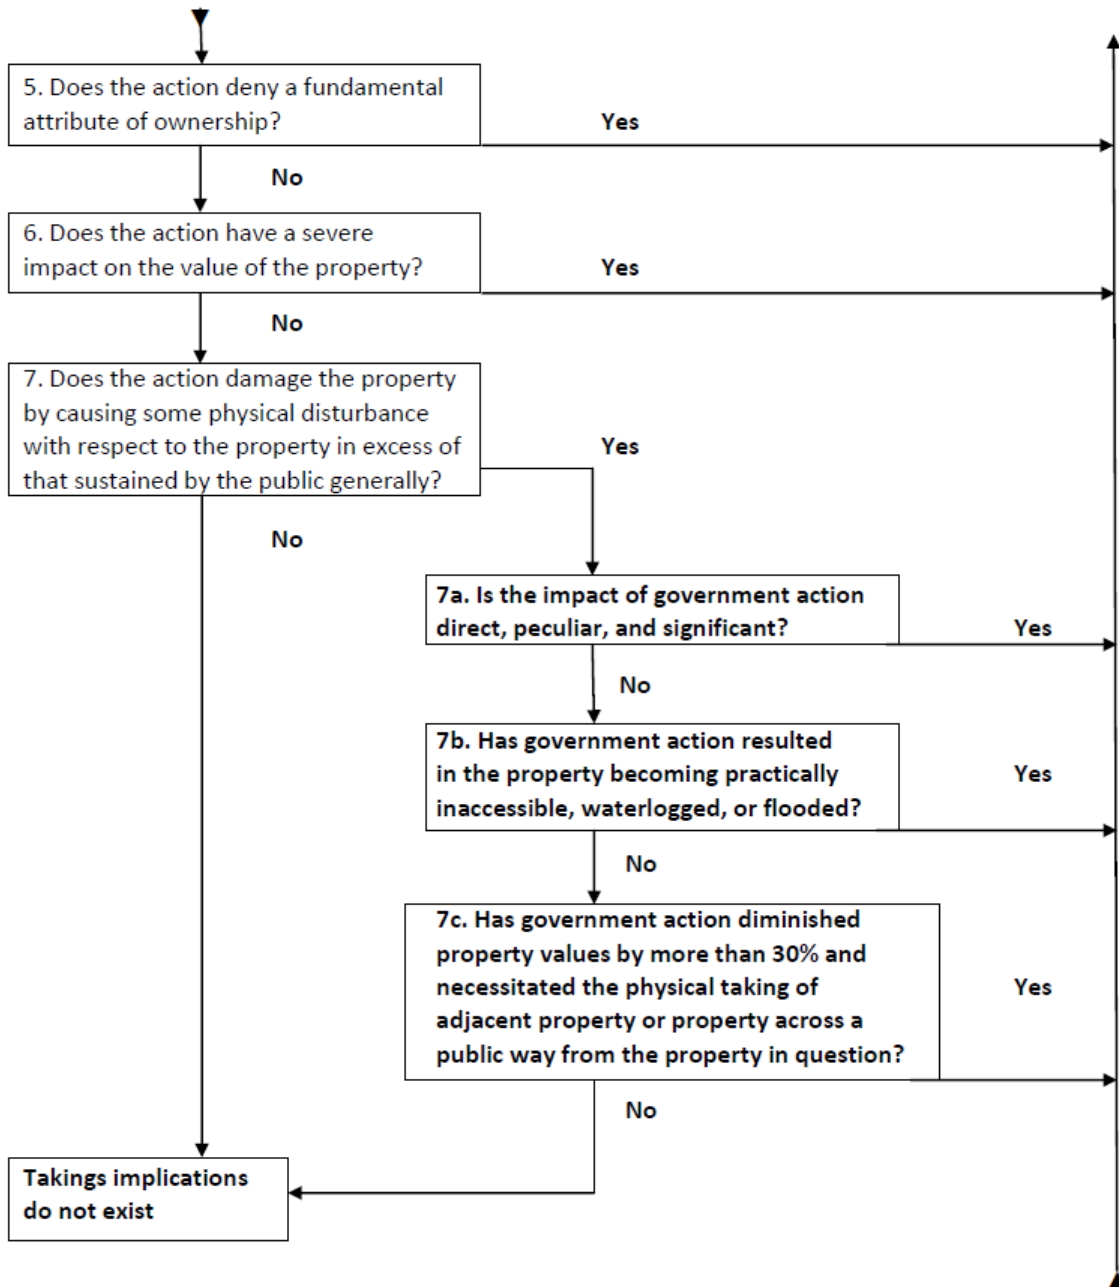 5. Does the action deny a fundamental
attribute of ownership?
Yes
No
6. Does the action have a severe
impact on the value of the property?
Yes
No
7. Does the action damage the property
by causing some physical disturbance
with respect to the property in excess of
that sustained by the public generally?
Yes
No
7a. Is the impact of government action
direct, peculiar, and significant?
Yes
No
7b. Has government action resulted
in the property becoming practically
inaccessible, waterlogged, or flooded?
Yes
No
7c. Has government action diminished
property values by more than 30% and
necessitated the physical taking of
adjacent property or property across a
public way from the property in question?
Yes
No
Takings implications
do not exist